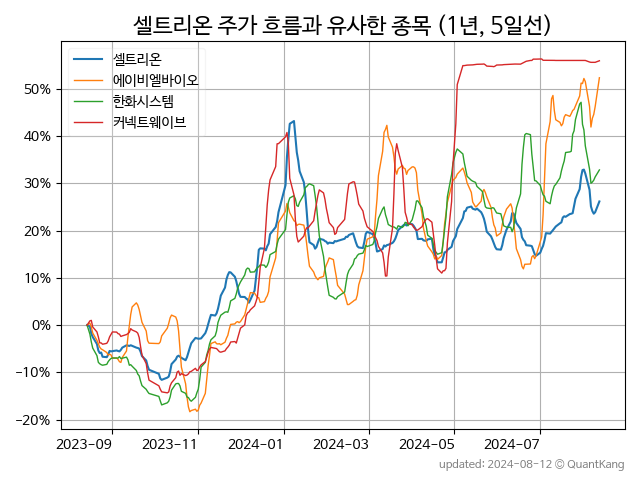 셀트리온 주가 흐름과 유사한 종목 (1년, 5일선)
셀트리온
에이비엘바이오
한화시스템
커넥트웨이브
50%
40%
30%
20%
10%
0%
−10%
−20%
2023-09 2023-11 2024-01 2024-03 2024-05 2024-07
updated: 2024-08-12 © QuantKang